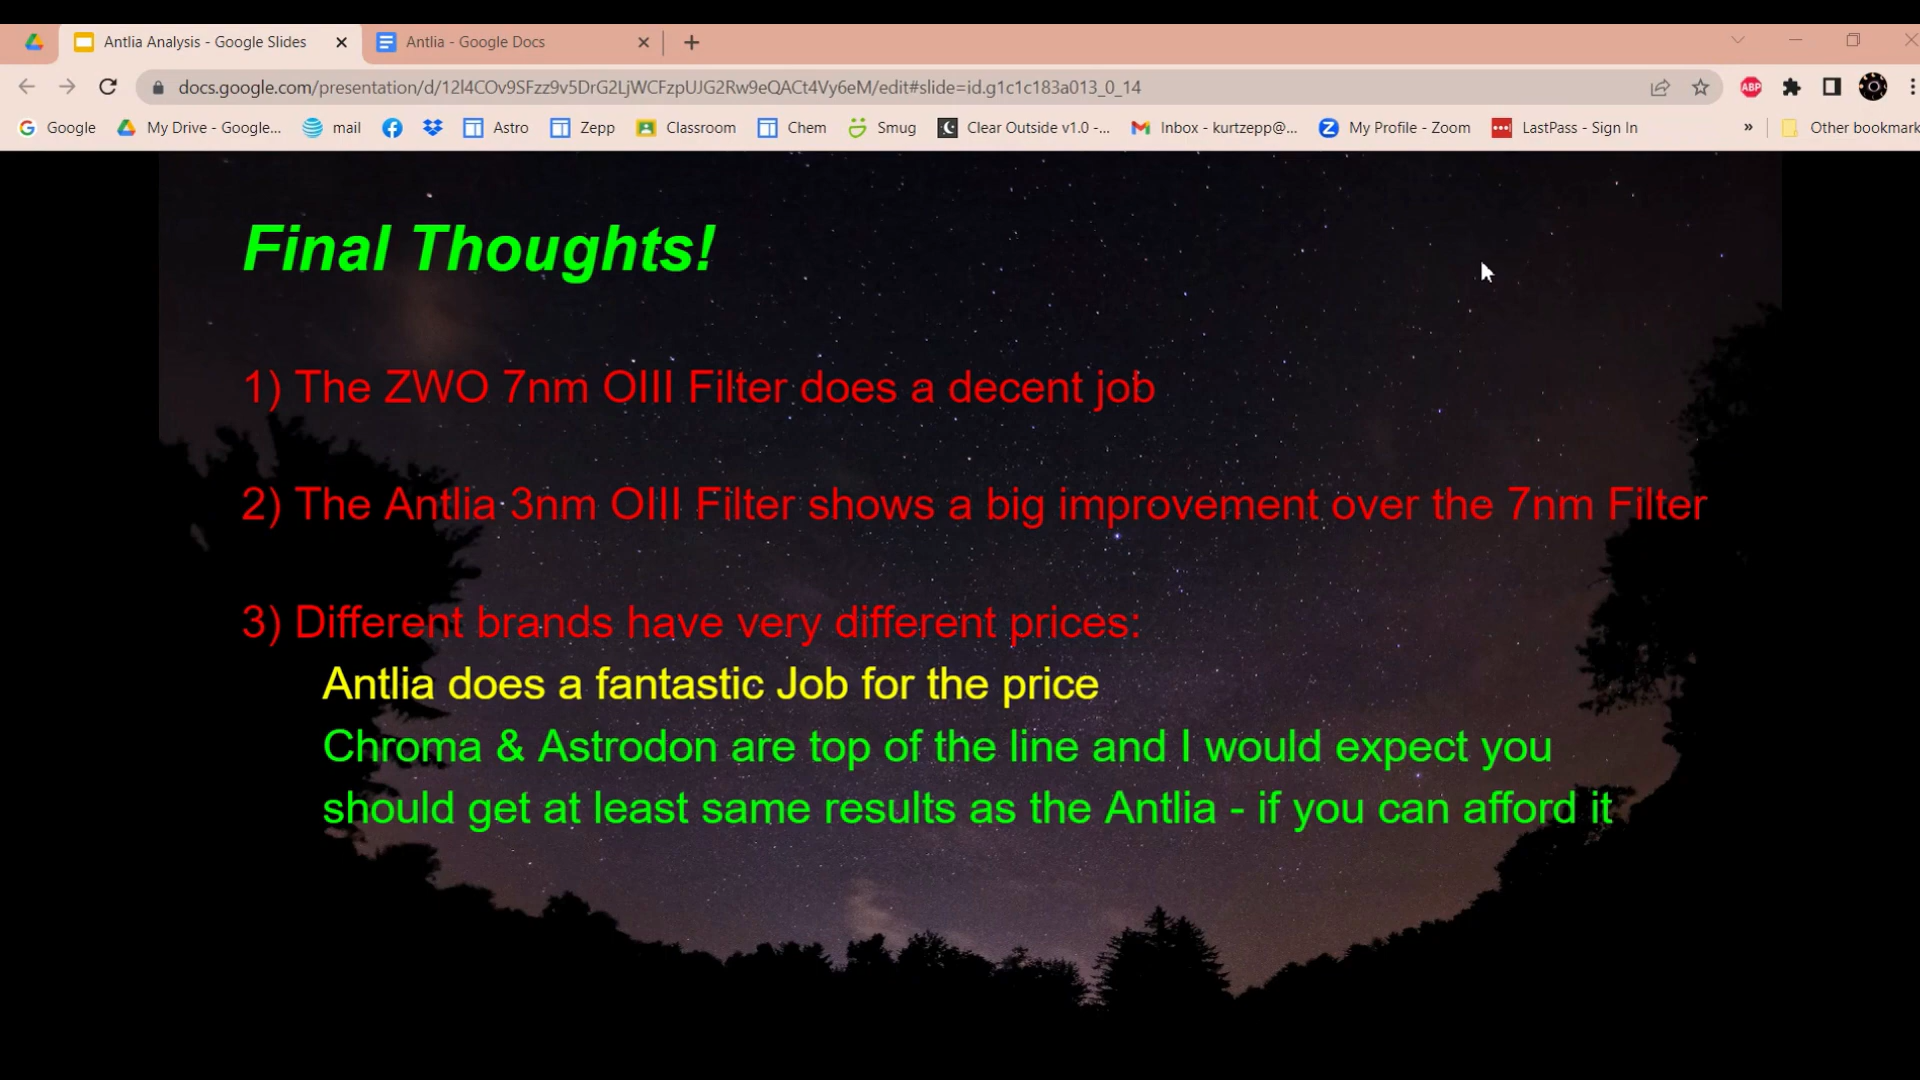 Antlia Analysis - Google Slides
Antlia - Google Docs
docs.google.com/presentation/d/12l4COv9SFzz9v5DrG2LjWCFzpUJG2Rw9eQACt4Vy6eM/edit#slide=id.g1c1c183a013_0_14
ABP
Google My Drive - Google... mail Astro Zepp Classroom Chem Smug Clear Outside v1.0 -... Inbox - kurtzepp@... My Profile - Zoom LastPass - Sign In » Other bookmark
Final Thoughts!
1) The ZWO 7nm OIII Filter does a decent job
2) The Antlia 3nm OIII Filter shows a big improvement over the 7nm Filter
3) Different brands have very different prices:
Antlia does a fantastic Job for the price
Chroma & Astrodon are top of the line and I would expect you
should get at least same results as the Antlia - if you can afford it